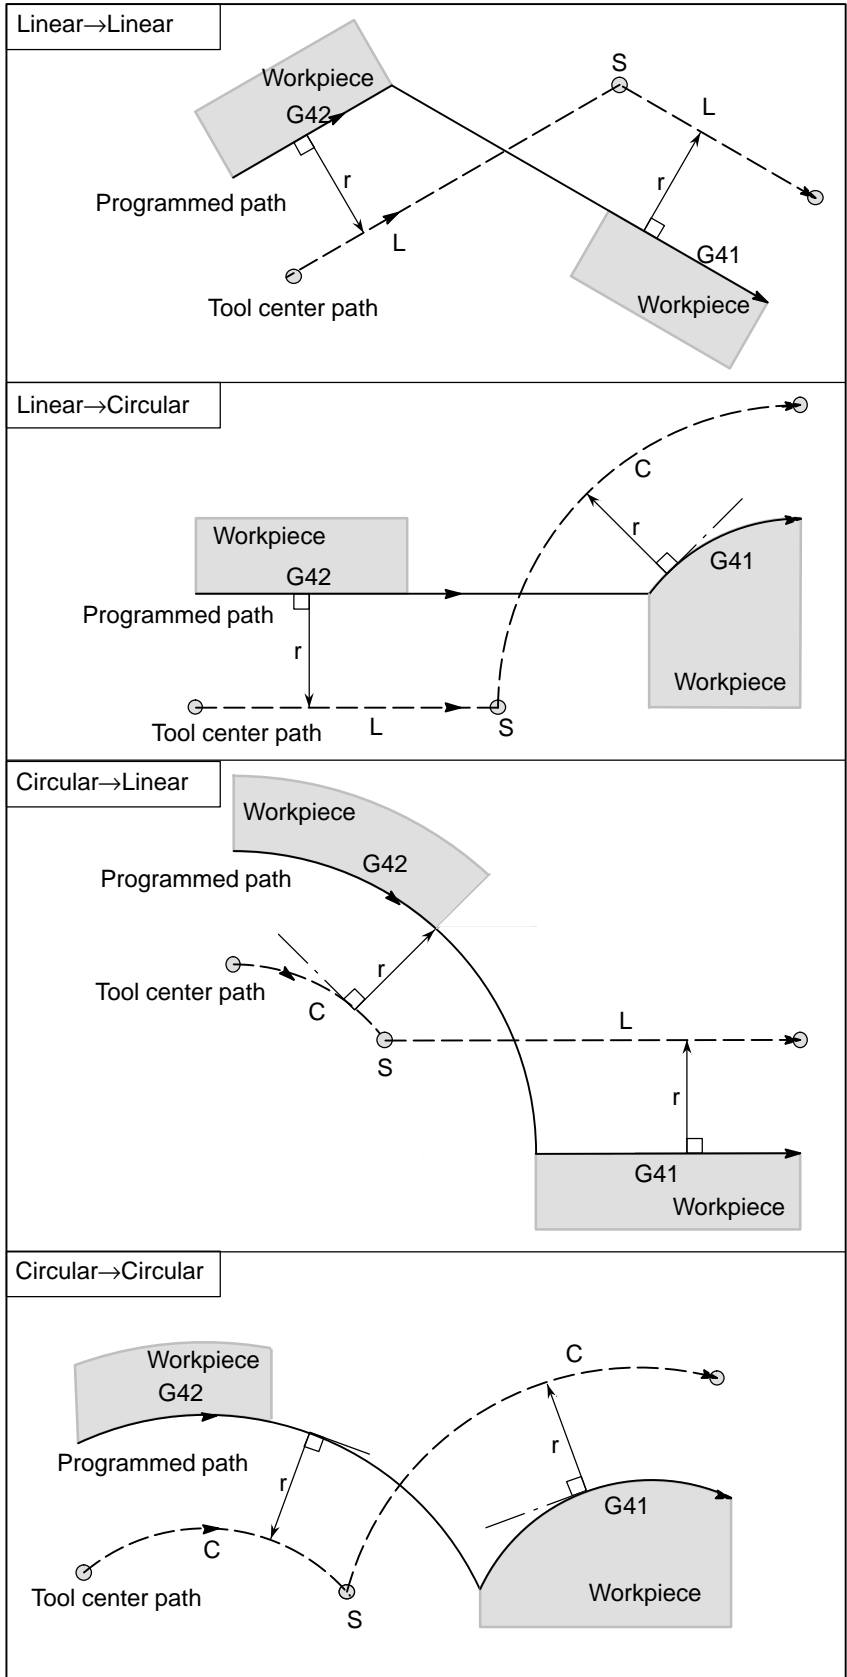 Linear→Linear
S
Workpiece
L
G42
r
r
Programmed path
L
G41
Tool center path
Workpiece
Linear→Circular
C
r
Workpiece
G41
G42
Programmed path
r
Workpiece
Tool center path
L
S
Circular→Linear
Workpiece
G42
Programmed path
r
Tool center path
C
L
S
r
G41
Workpiece
Circular→Circular
C
Workpiece
G42
r
Programmed path
r
G41
C
Workpiece
Tool center path
S